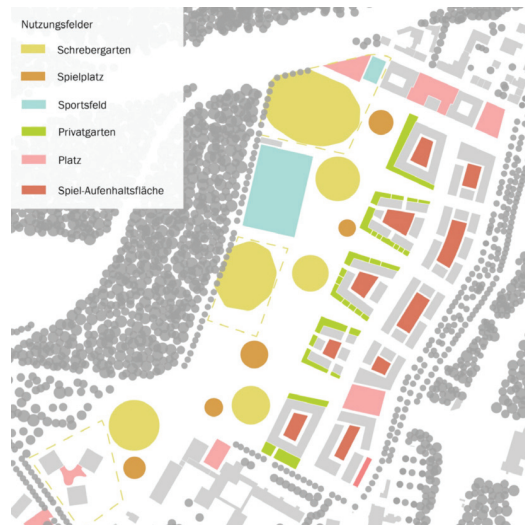 Nutzungsfelder
Schrebergarten
Spielplatz
Sportsfeld
Privatgarten
Platz
Spiel-Aufenhaltsfläche